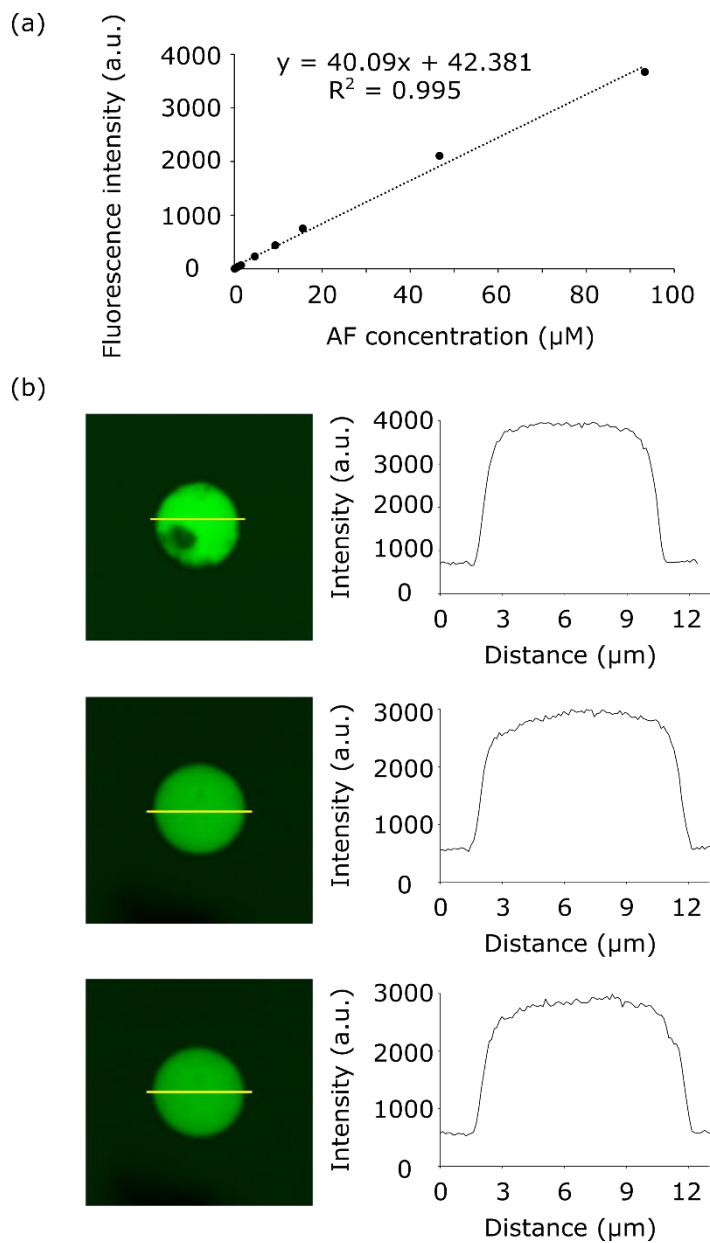 (a)
Fluorescence intensity (a.u.)
4000
3000
2000
1000
0
y = 40.09x + 42.381
R² = 0.995
0 20 40 60 80 100
AF concentration (µM)
(b)
Intensity (a.u.)
4000
3000
2000
1000
0
0 3 6 9 12
Distance (µm)
Intensity (a.u.)
3000
2000
1000
0
0 3 6 9 12
Distance (µm)
Intensity (a.u.)
3000
2000
1000
0
0 3 6 9 12
Distance (µm)